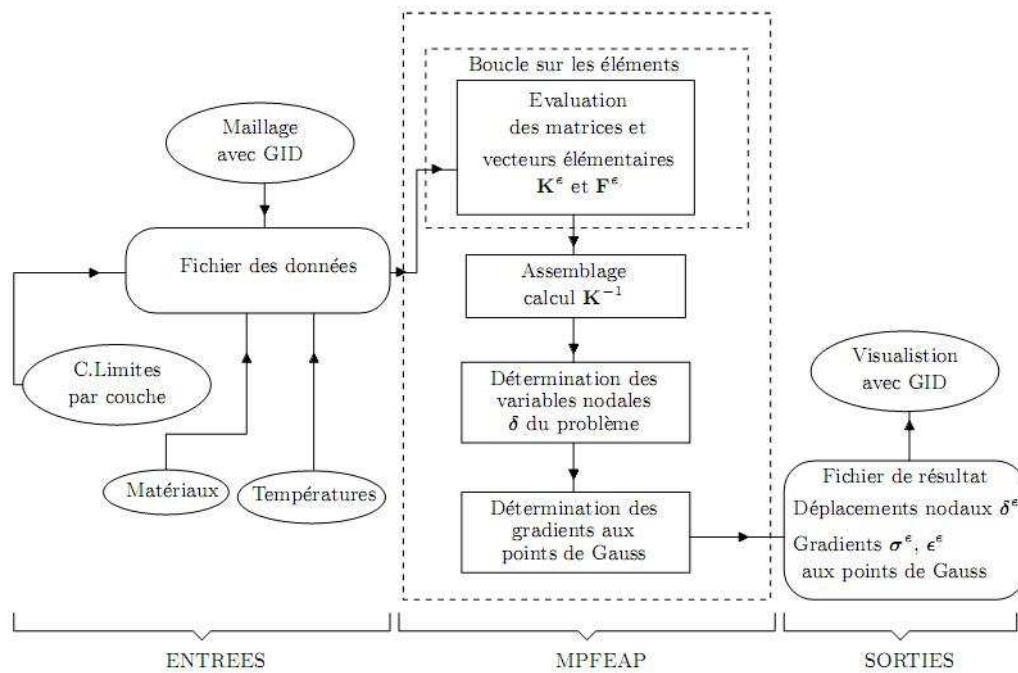 Maillage
avec GID
Fichier des données
C.Limites
par couche
Matériaux
Températures
ENTREES
Boucle sur les éléments
Evaluation
des matrices et
vecteurs élémentaires
K^e et F^e
Assemblage
calcul K^{-1}
Détermination des
variables nodales
δ du problème
Détermination des
gradients aux
points de Gauss
MPFEAP
Visualistion
avec GID
Fichier de résultat
Déplacements nodaux δ^e
Gradients σ^e, ϵ^e
aux points de Gauss
SORTIES